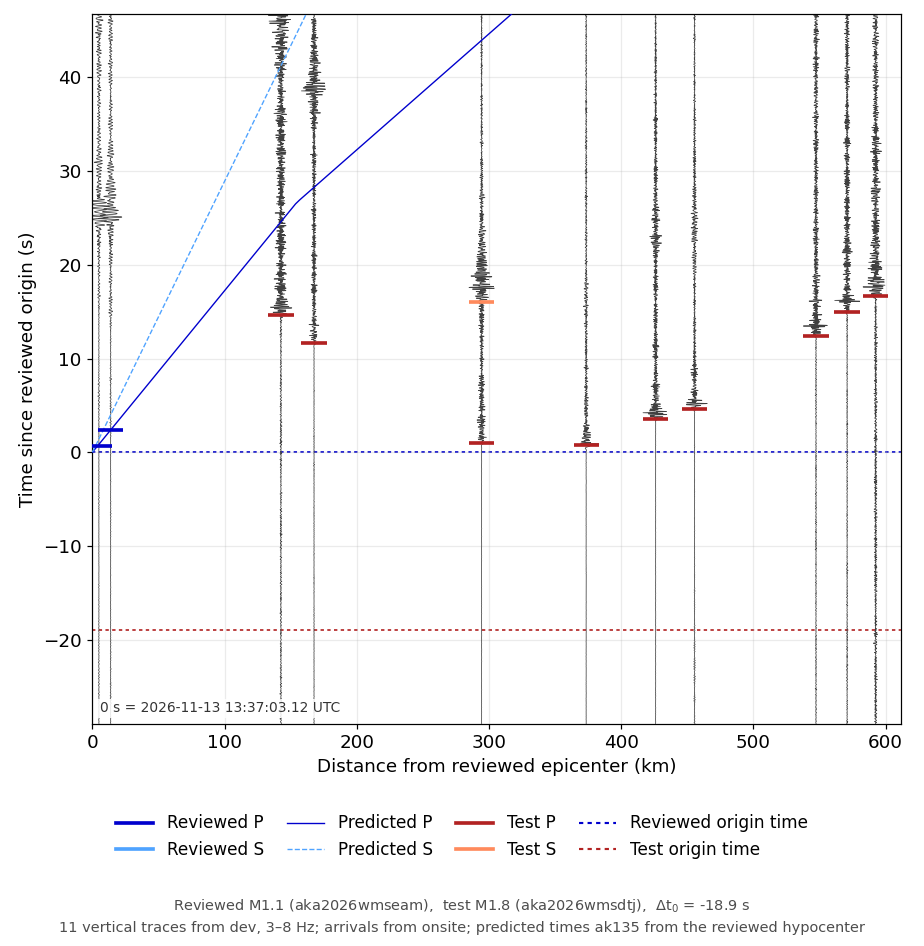 40
30
20
10
0
−10
−20
Time since reviewed origin (s)
0 s = 2026-11-13 13:37:03.12 UTC
0 100 200 300 400 500 600
Distance from reviewed epicenter (km)
Reviewed P Predicted P Test P Reviewed origin time
Reviewed S Predicted S Test S Test origin time
Reviewed M1.1 (aka2026wmseam), test M1.8 (aka2026wmsdtj), Δt₀ = -18.9 s
11 vertical traces from dev, 3–8 Hz; arrivals from onsite; predicted times ak135 from the reviewed hypocenter